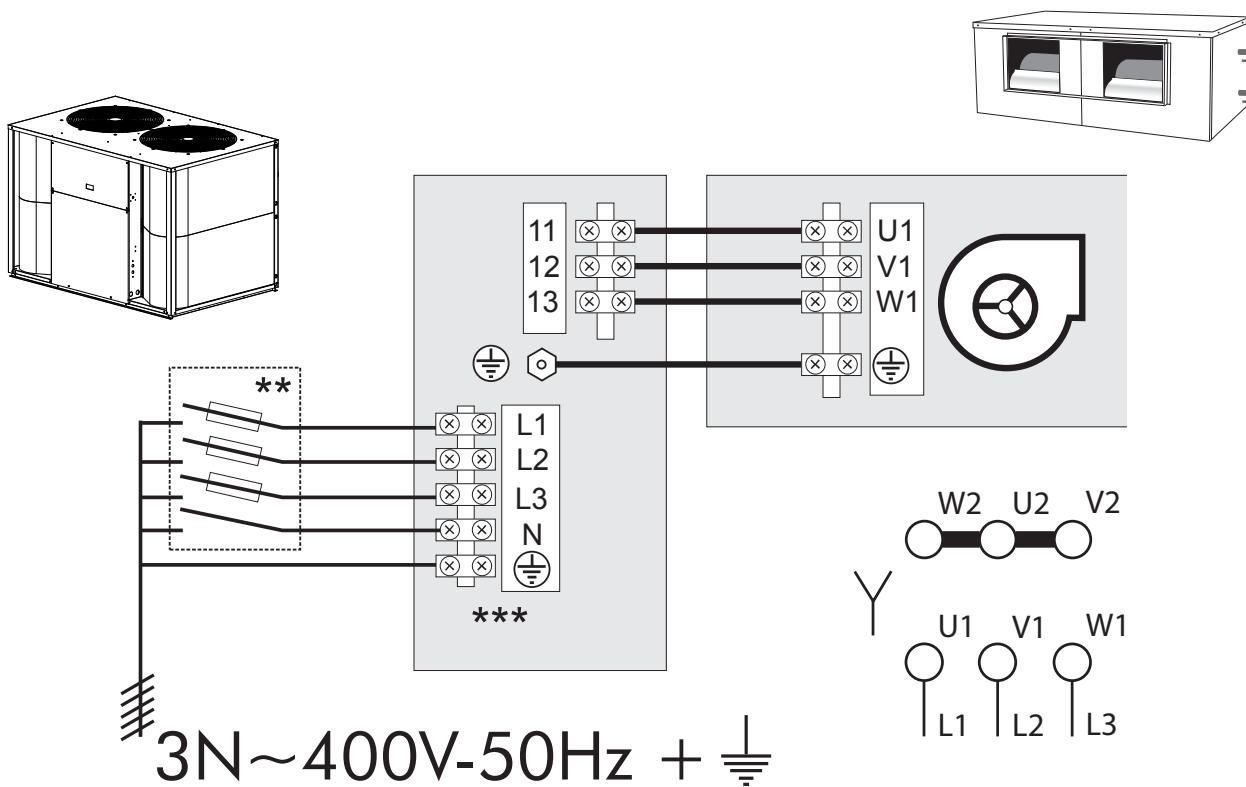 11
12
13
U1
V1
W1
**
L1
L2
L3
N
***
W2 U2 V2
U1 V1 W1
L1 L2 L3
3N~400V-50Hz +